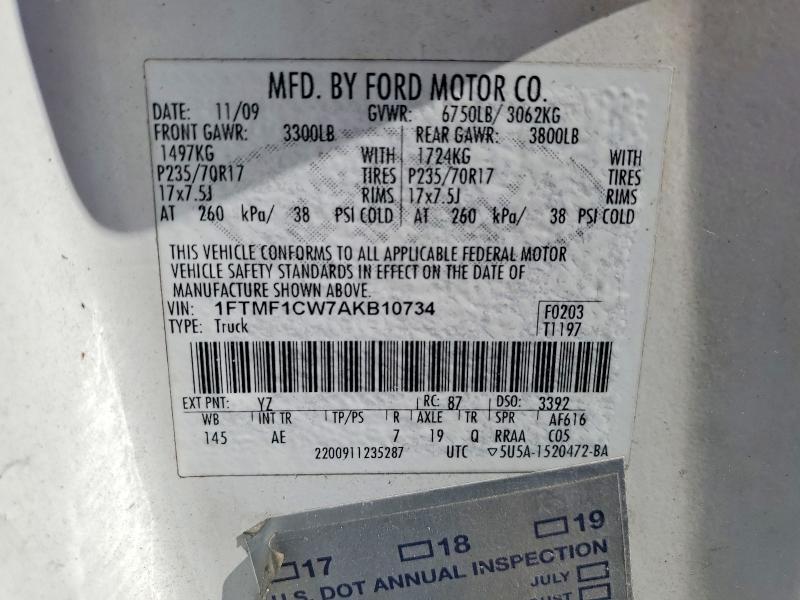 MFD. BY FORD MOTOR CO.
DATE: 11/09 GVWR: 6750LB/ 3062KG
FRONT GAWR: 3300LB REAR GAWR: 3800LB
1497KG WITH 1724KG WITH
P235/70R17 TIRES P235/70R17 TIRES
17x7.5J RIMS 17x7.5J RIMS
AT 260 kPa/ 38 PSI COLD AT 260 kPa/ 38 PSI COLD
THIS VEHICLE CONFORMS TO ALL APPLICABLE FEDERAL MOTOR
VEHICLE SAFETY STANDARDS IN EFFECT ON THE DATE OF
MANUFACTURE SHOWN ABOVE.
VIN: 1FTMF1CW7AKB10734 F0203
TYPE: Truck T1197
EXT PNT: YZ RC: 87 DSO: 3392
WB INT TR TP/PS R AXLE TR SPR AF616
145 AE 7 19 Q RRAA C05
2200911235287 UTC ▽5U5A-1520472-BA
17 18 19
U.S. DOT ANNUAL INSPECTION
JULY